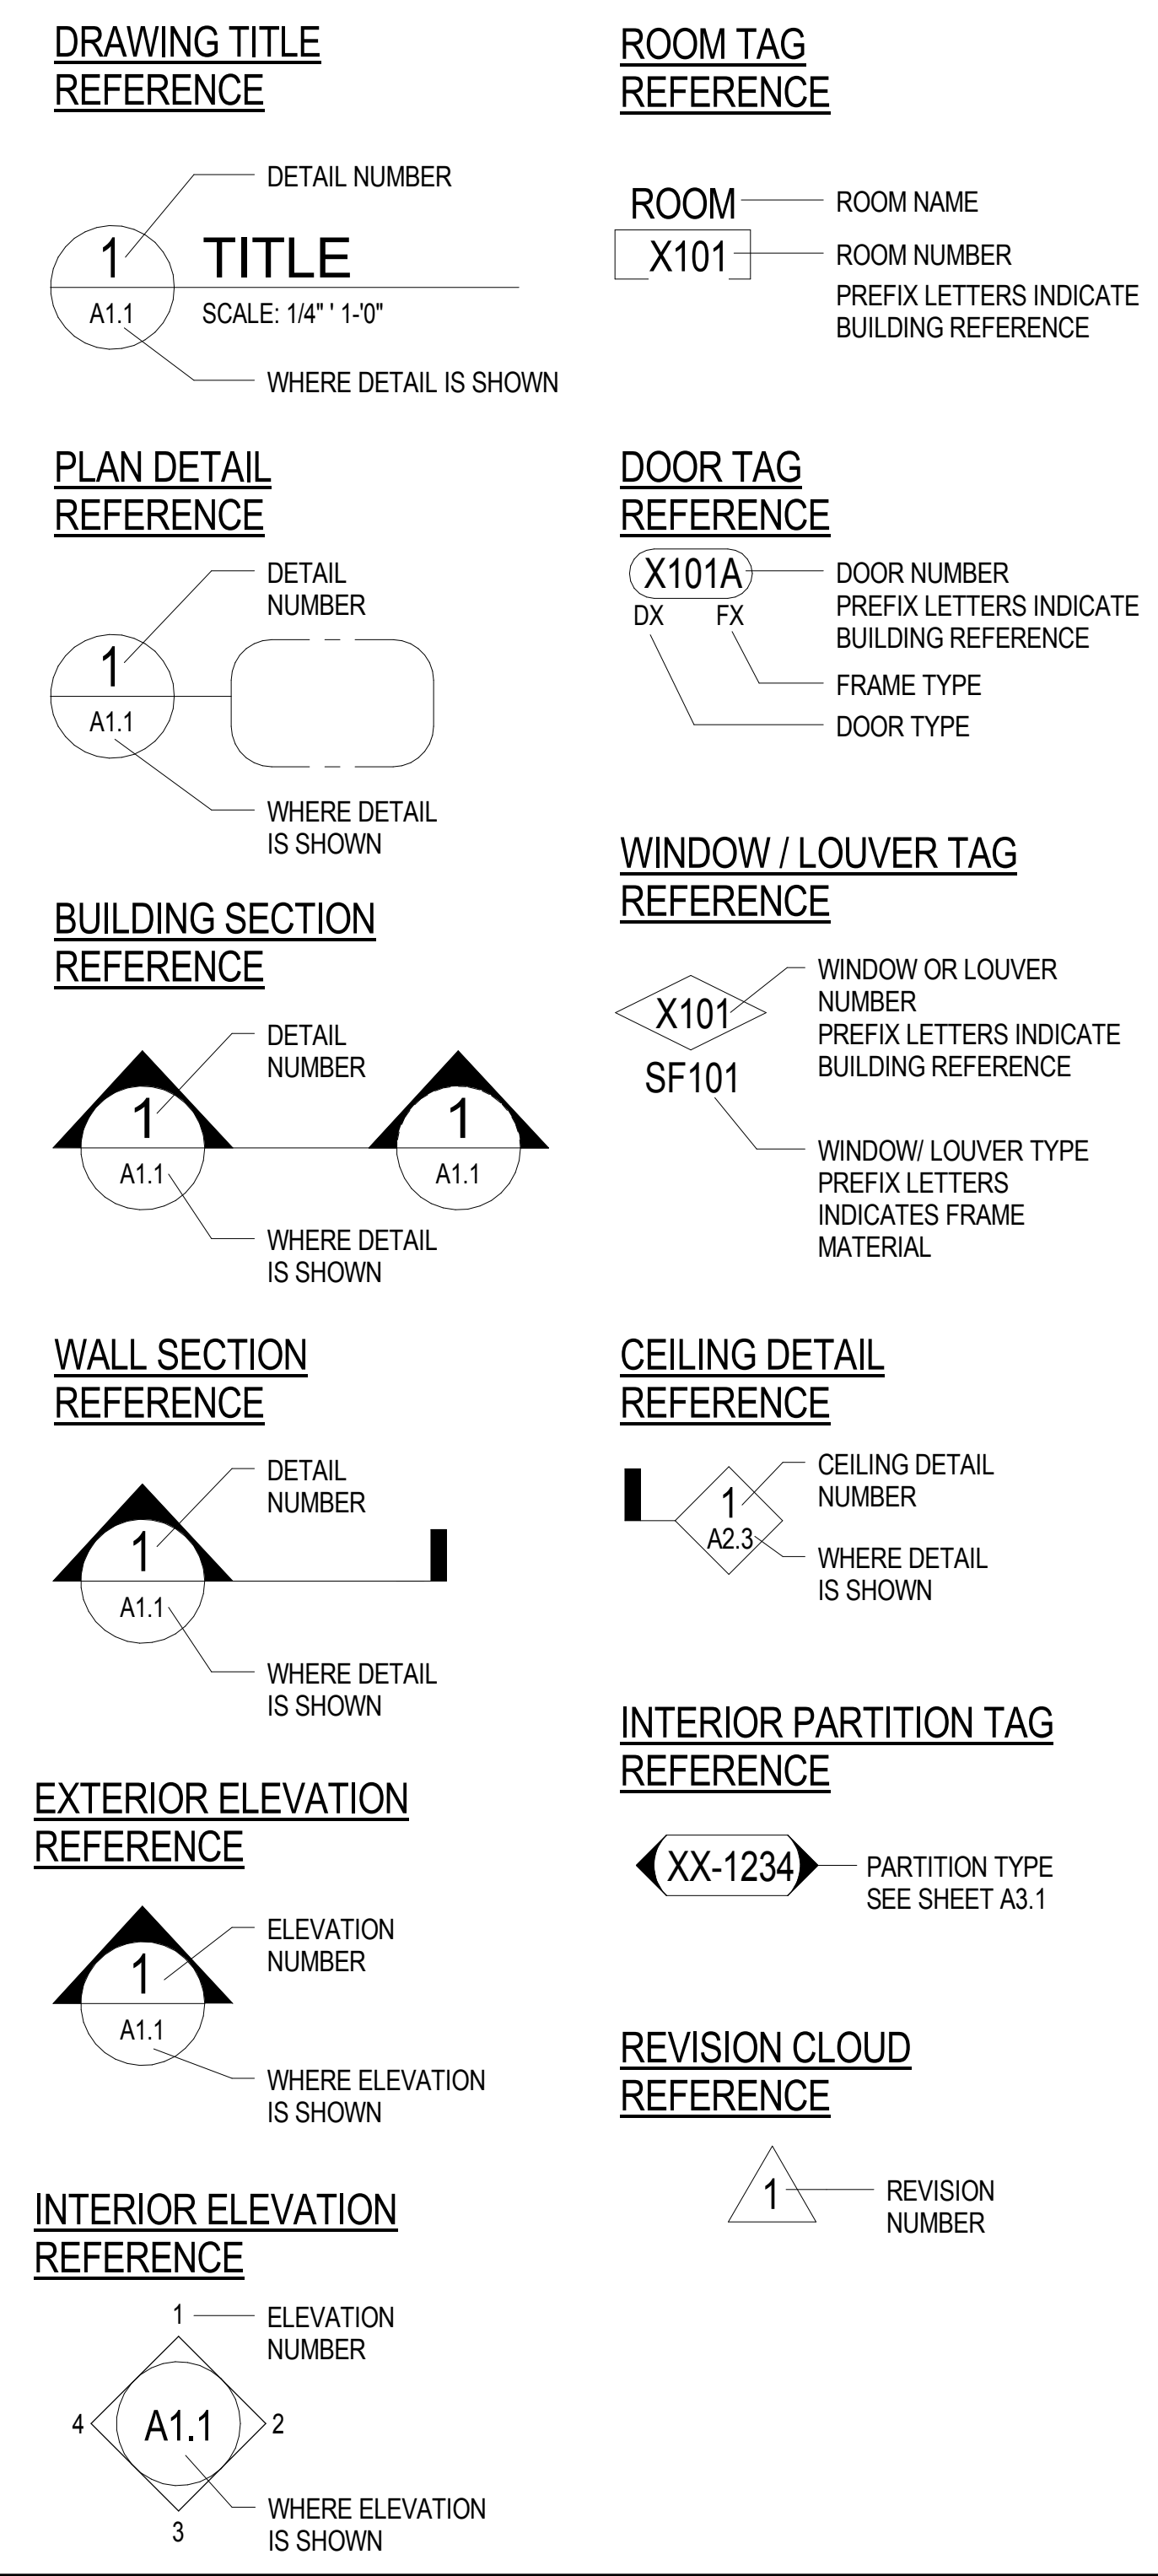 DRAWING TITLE
REFERENCE
DETAIL NUMBER
1
TITLE
A1.1
SCALE: 1/4" ' 1-'0"
WHERE DETAIL IS SHOWN
PLAN DETAIL
REFERENCE
DETAIL
NUMBER
1
A1.1
WHERE DETAIL
IS SHOWN
BUILDING SECTION
REFERENCE
DETAIL
NUMBER
1
1
A1.1
A1.1
WHERE DETAIL
IS SHOWN
WALL SECTION
REFERENCE
DETAIL
NUMBER
1
A1.1
WHERE DETAIL
IS SHOWN
EXTERIOR ELEVATION
REFERENCE
ELEVATION
NUMBER
1
A1.1
WHERE ELEVATION
IS SHOWN
INTERIOR ELEVATION
REFERENCE
1
ELEVATION
NUMBER
4
A1.1
2
WHERE ELEVATION
IS SHOWN
3
ROOM TAG
REFERENCE
ROOM
ROOM NAME
X101
ROOM NUMBER
PREFIX LETTERS INDICATE
BUILDING REFERENCE
DOOR TAG
REFERENCE
X101A
DOOR NUMBER
PREFIX LETTERS INDICATE
BUILDING REFERENCE
DX
FX
FRAME TYPE
DOOR TYPE
WINDOW / LOUVER TAG
REFERENCE
WINDOW OR LOUVER
NUMBER
PREFIX LETTERS INDICATE
BUILDING REFERENCE
X101
SF101
WINDOW/ LOUVER TYPE
PREFIX LETTERS
INDICATES FRAME
MATERIAL
CEILING DETAIL
REFERENCE
CEILING DETAIL
NUMBER
1
A2.3
WHERE DETAIL
IS SHOWN
INTERIOR PARTITION TAG
REFERENCE
XX-1234
PARTITION TYPE
SEE SHEET A3.1
REVISION CLOUD
REFERENCE
1
REVISION
NUMBER